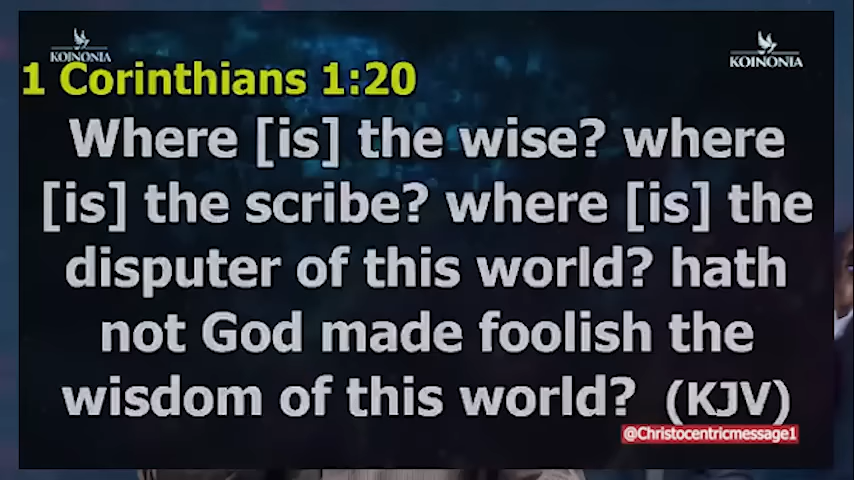 KOINONIA
KOINONIA
1 Corinthians 1:20
Where [is] the wise? where
[is] the scribe? where [is] the
disputer of this world? hath
not God made foolish the
wisdom of this world? (KJV)
@Christocentricmessage1